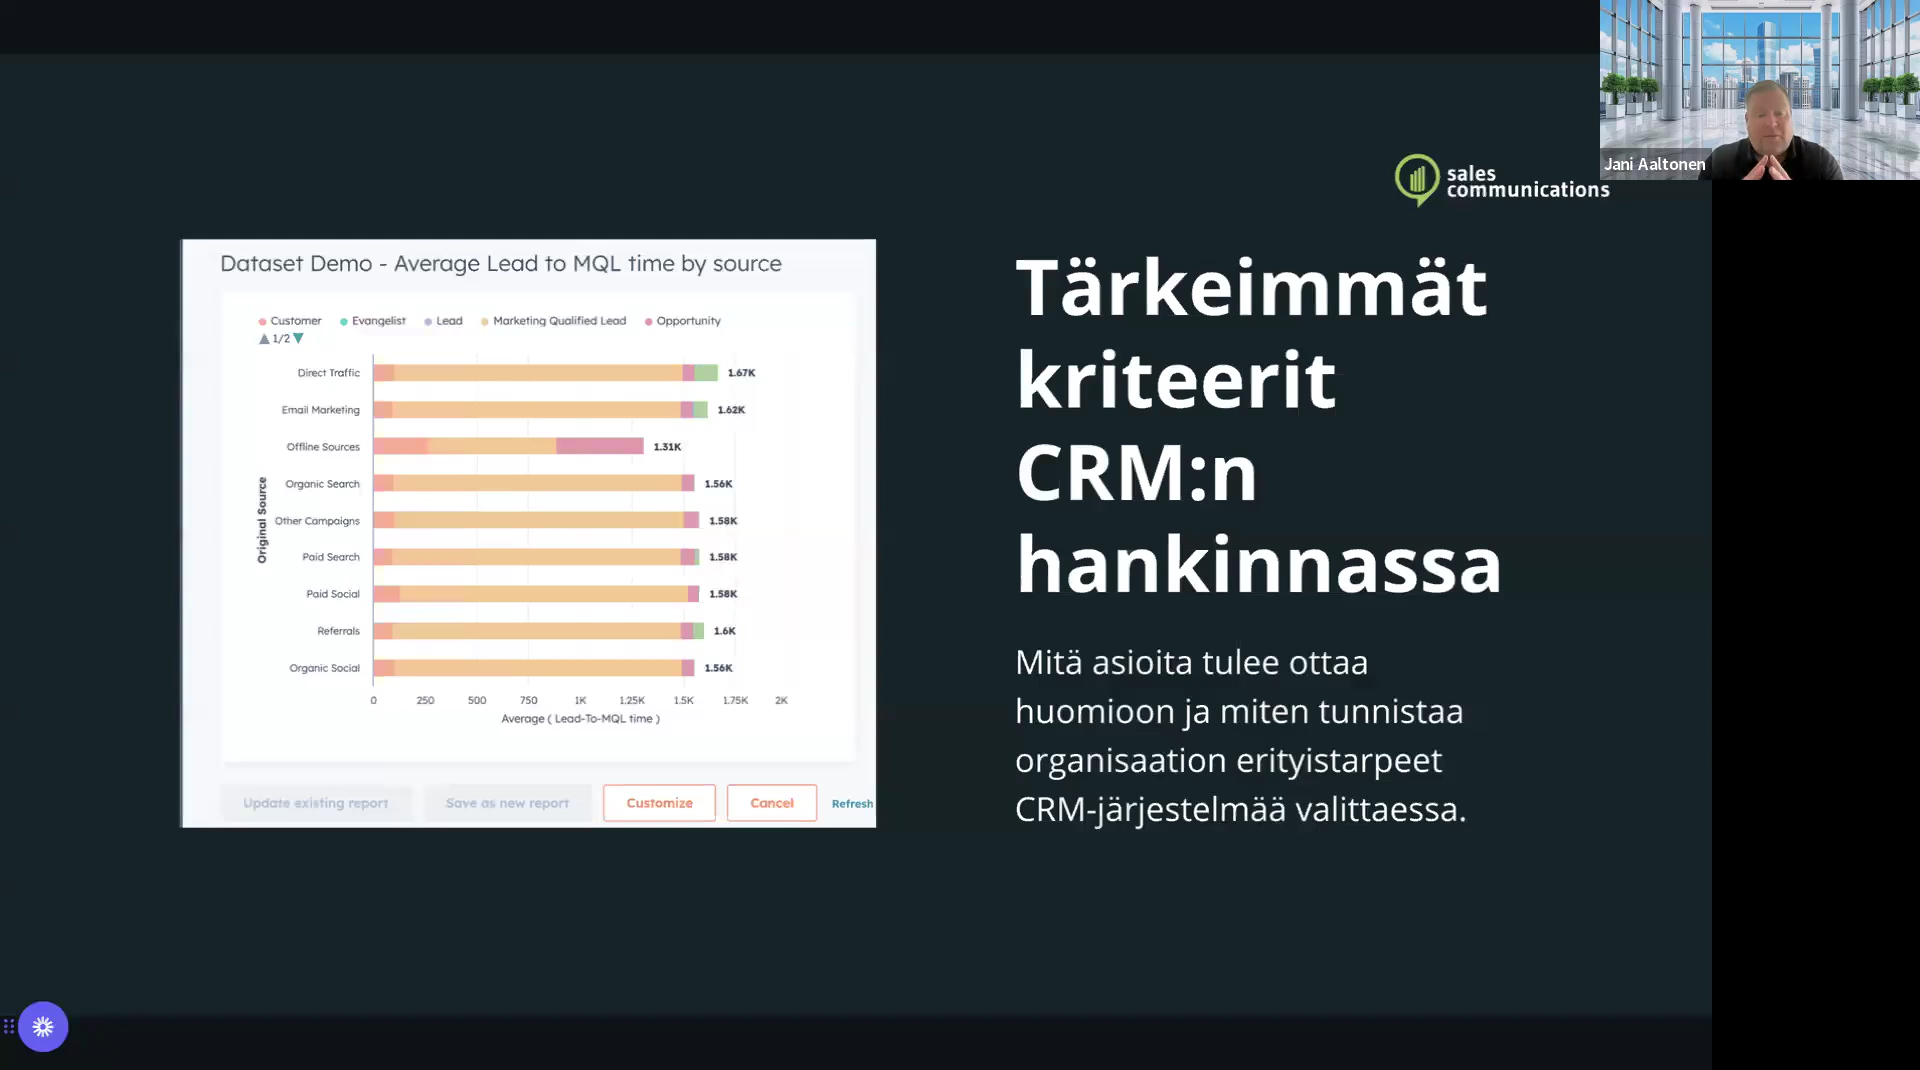 Jani Aaltonen
sales
communications
Dataset Demo - Average Lead to MQL time by source
Customer Evangelist Lead Marketing Qualified Lead Opportunity
1/2
Original Source
Direct Traffic 1.67K
Email Marketing 1.62K
Offline Sources 1.31K
Organic Search 1.56K
Other Campaigns 1.58K
Paid Search 1.58K
Paid Social 1.58K
Referrals 1.6K
Organic Social 1.56K
0 250 500 750 1K 1.25K 1.5K 1.75K 2K
Average ( Lead-To-MQL time )
Update existing report Save as new report Customize Cancel Refresh
Tärkeimmät
kriteerit
CRM:n
hankinnassa
Mitä asioita tulee ottaa
huomioon ja miten tunnistaa
organisaation erityistarpeet
CRM-järjestelmää valittaessa.